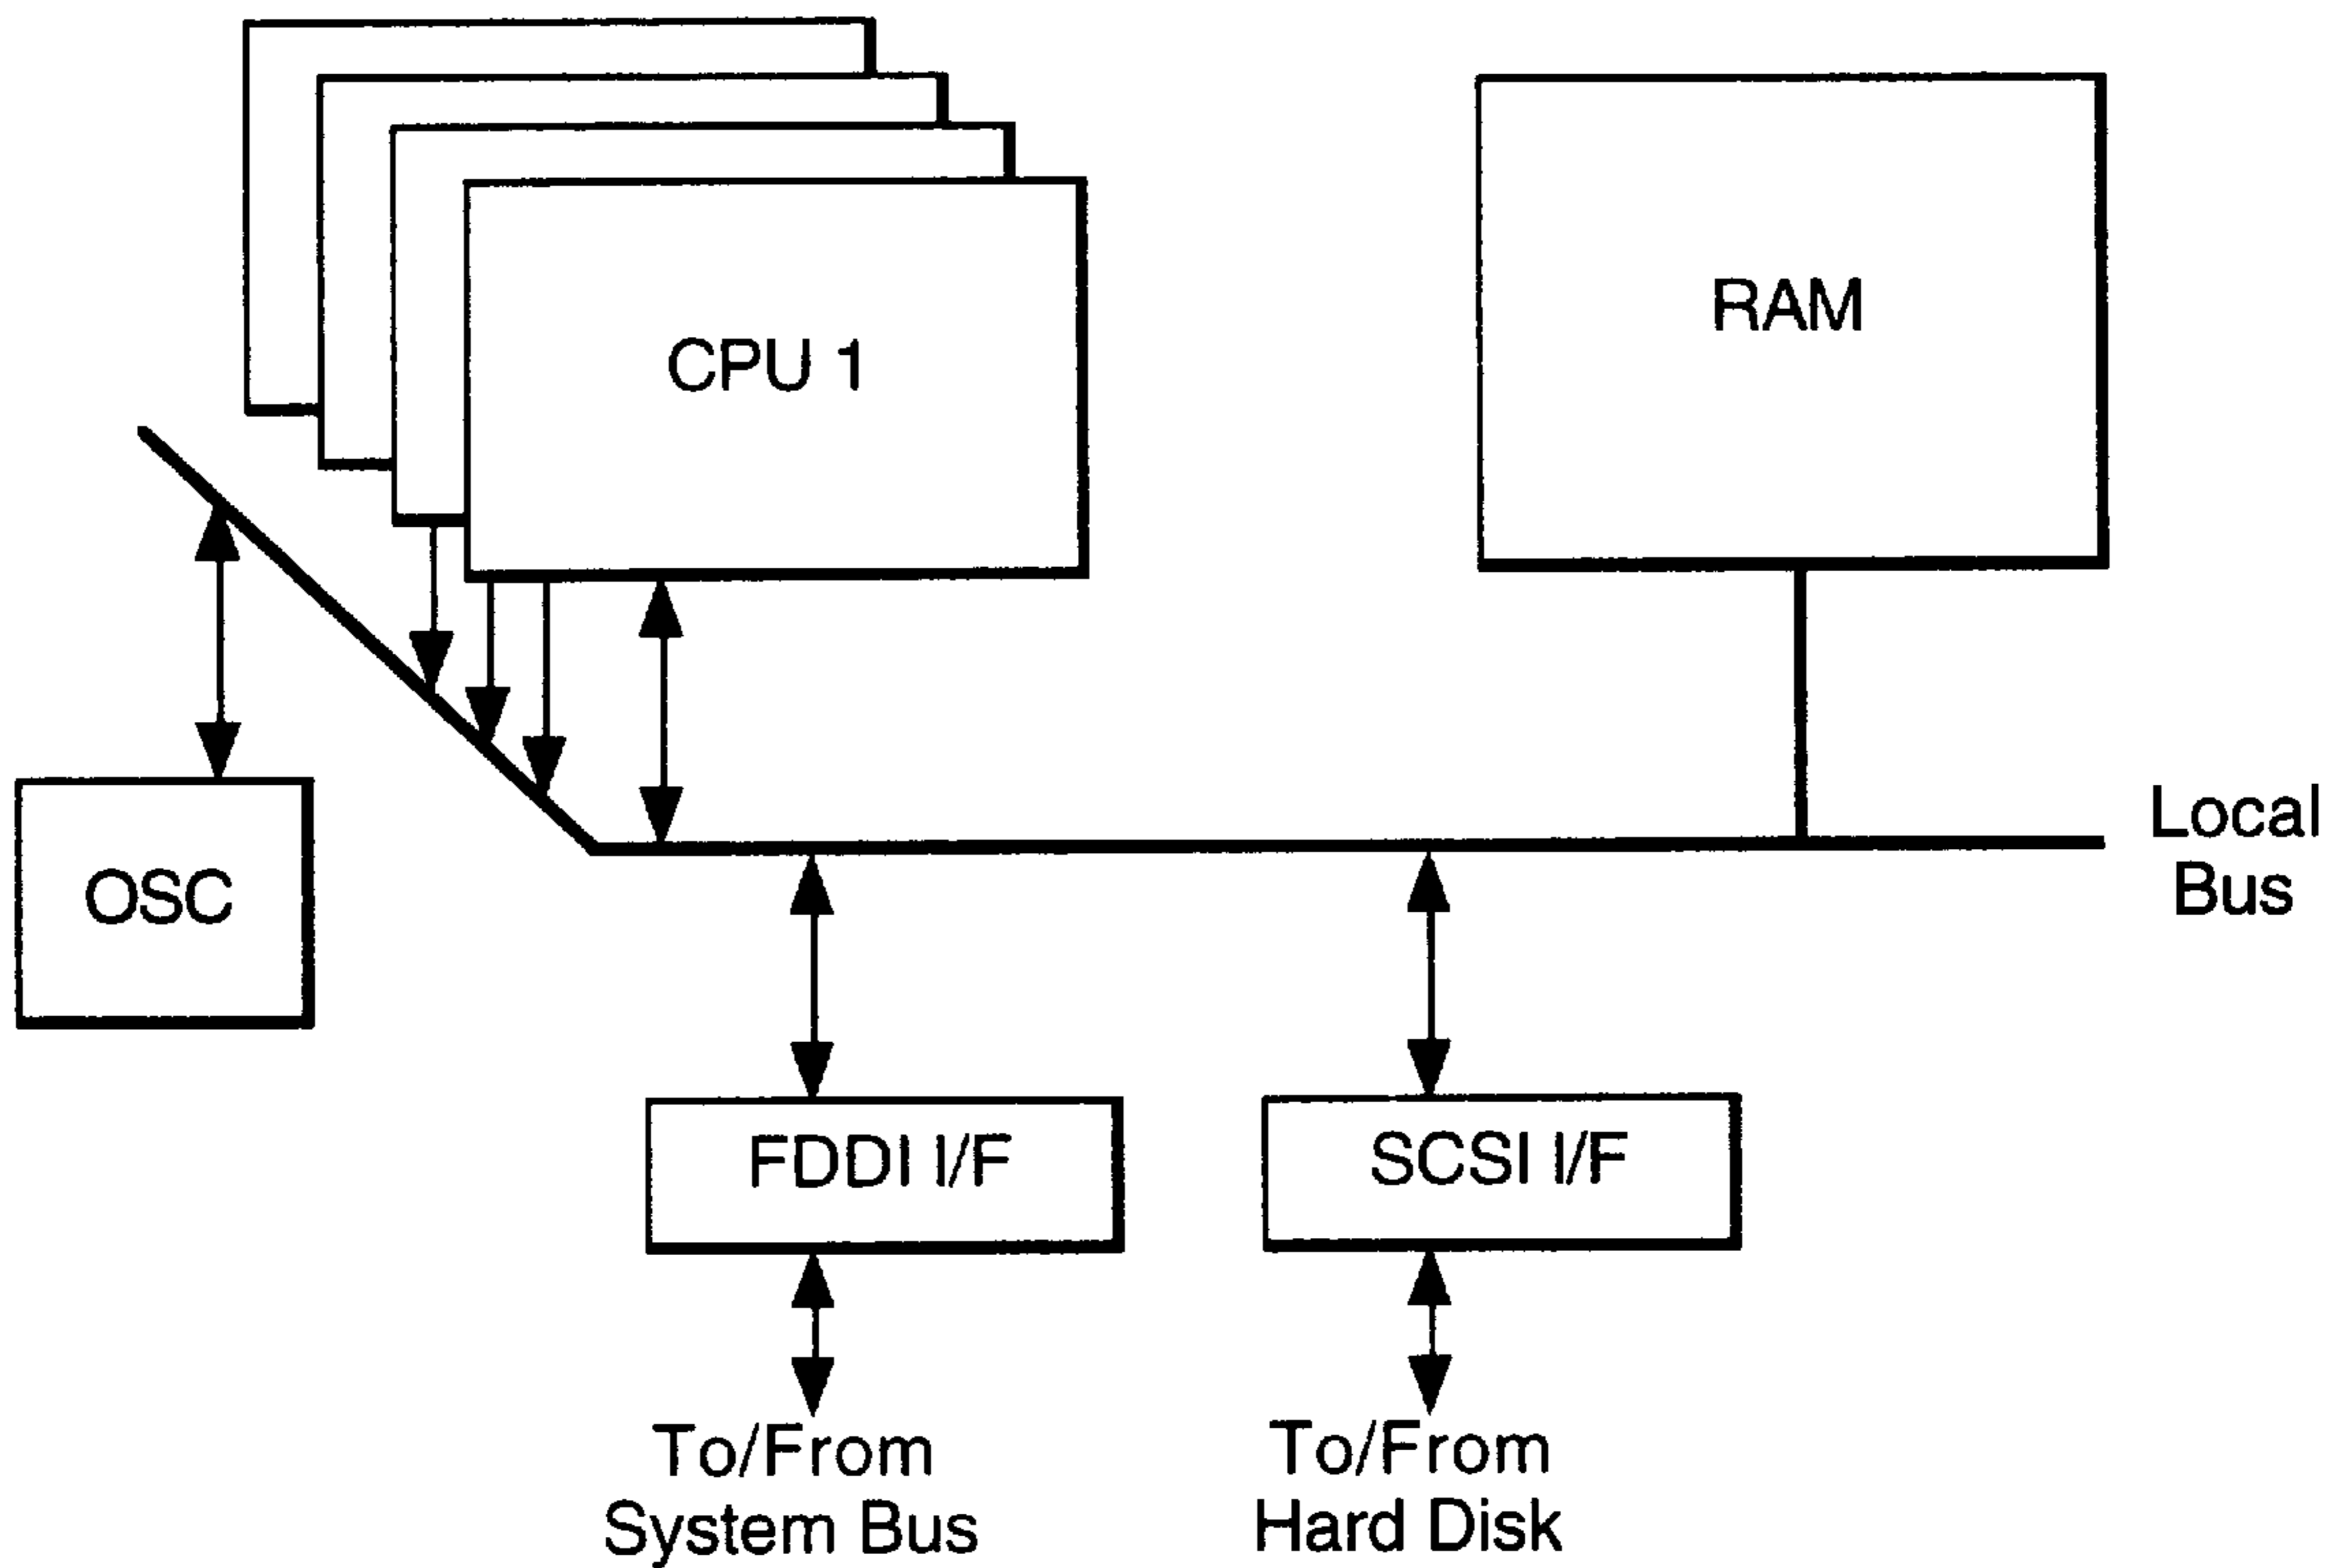 CPU 1
RAM
Local
Bus
OSC
FDDI I/F
SCSI I/F
To/From
System Bus
To/From
Hard Disk